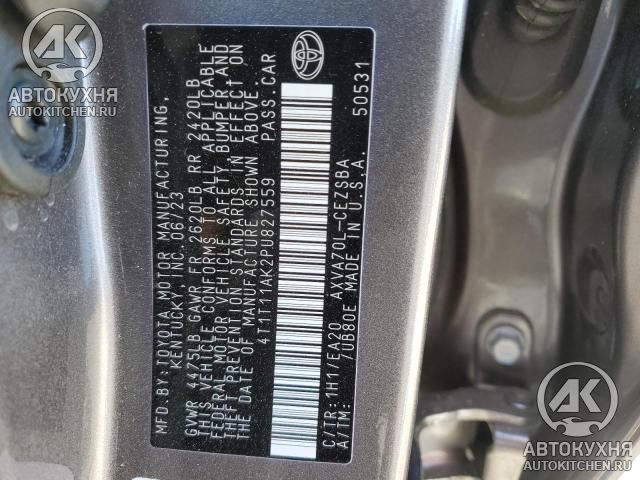 MFD. BY: TOYOTA MOTOR MANUFACTURING,
KENTUCKY, INC. 06/23
GVWR 4475LB GAWR FR 2620LB RR 2420LB
THIS VEHICLE CONFORMS TO ALL APPLICABLE
FEDERAL MOTOR VEHICLE SAFETY, BUMPER AND
THEFT PREVENTION STANDARDS IN EFFECT ON
THE DATE OF MANUFACTURE SHOWN ABOVE.
4T1T11AK2PU827559 PASS.CAR
C/TR: 1H1/EA20 AXVA70L-CEZSBA
A/TM: /UB80E MADE IN U.S.A.
50531
AK
АВТОКУХНЯ
AUTOKITCHEN.RU
AK
АВТОКУХНЯ
AUTOKITCHEN.RU